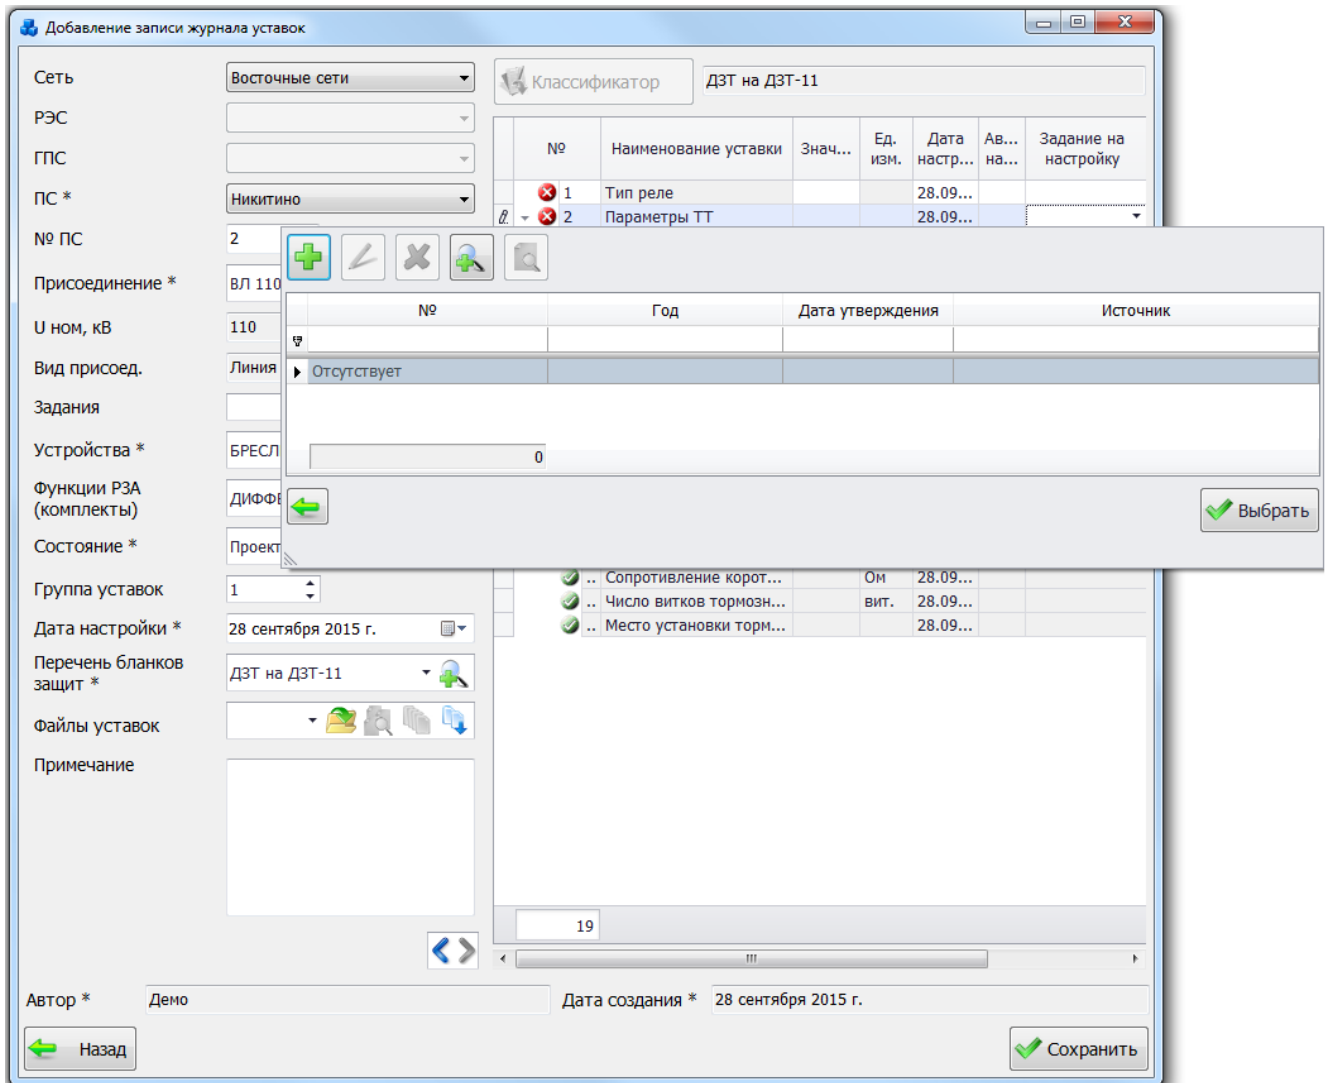 Добавление записи журнала уставок
Сеть
Восточные сети
РЭС
ГПС
ПС *
Никитино
№ ПС
2
Присоединение *
ВЛ 110
U ном, кВ
110
Вид присоед.
Линия
Задания
Устройства *
БРЕСЛ
Функции РЗА
(комплекты)
ДИФФЕ
Состояние *
Проект
Группа уставок
1
Дата настройки *
28 сентября 2015 г.
Перечень бланков
защит *
ДЗТ на ДЗТ-11
Файлы уставок
Примечание
Классификатор
ДЗТ на ДЗТ-11
№ Наименование уставки Знач... Ед. изм. Дата настр... Ав... на... Задание на настройку
1 Тип реле 28.09...
2 Параметры ТТ 28.09...
№ Год Дата утверждения Источник
Отсутствует
0
Выбрать
.. Сопротивление корот... Ом 28.09...
.. Число витков тормозн... вит. 28.09...
.. Место установки торм... 28.09...
19
Автор *
Демо
Дата создания *
28 сентября 2015 г.
Назад
Сохранить